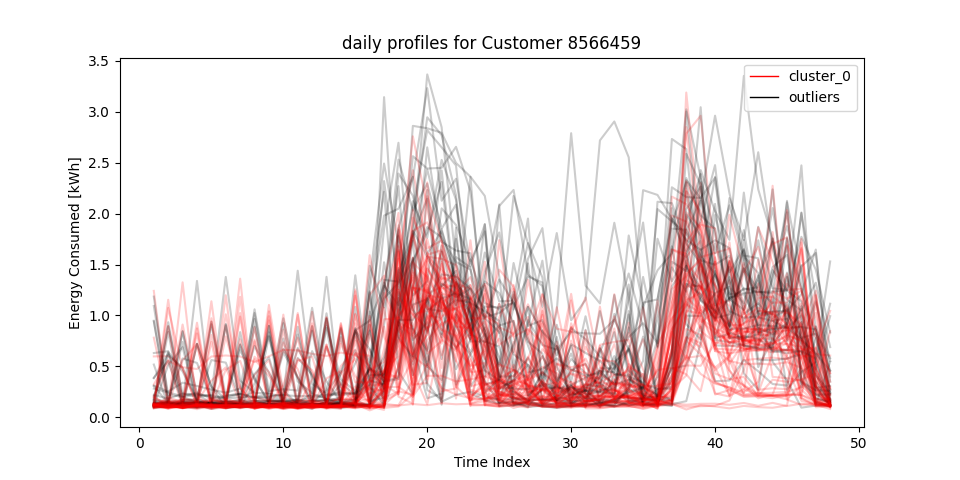 daily profiles for Customer 8566459
cluster_0
outliers
Energy Consumed [kWh]
3.5
3.0
2.5
2.0
1.5
1.0
0.5
0.0
0
10
20
30
40
50
Time Index